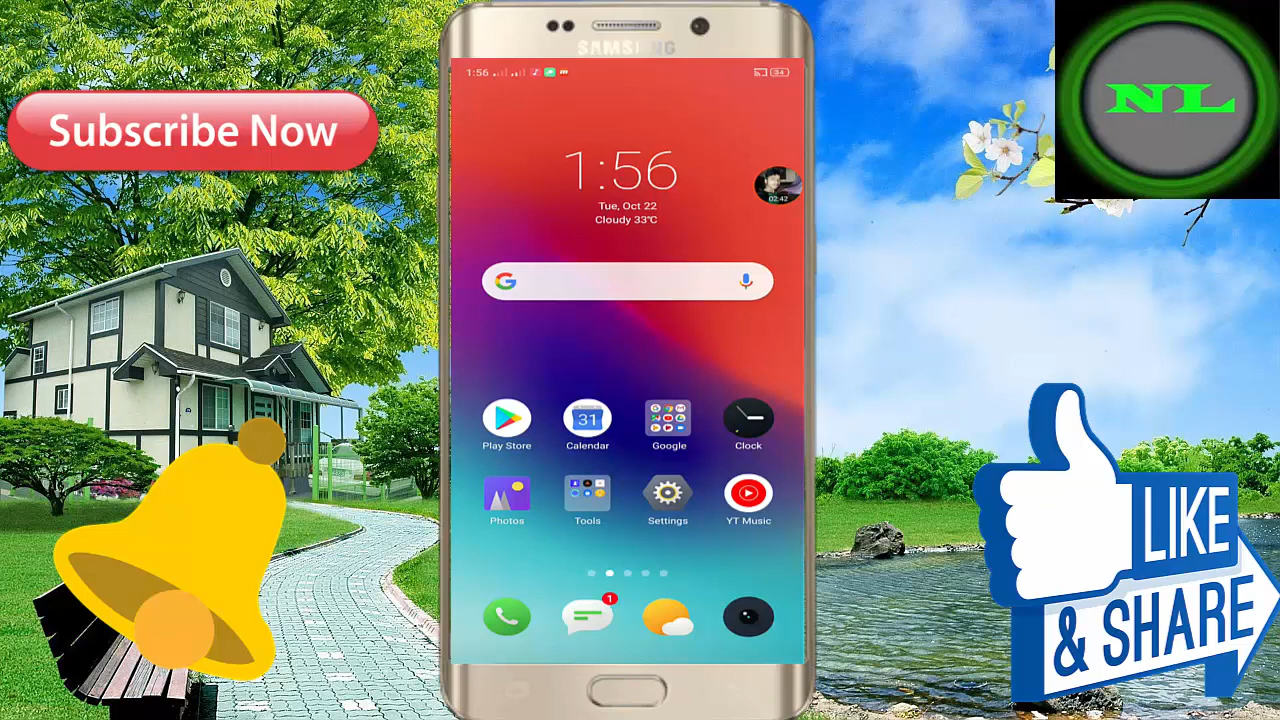 Subscribe Now
NL
SAMSUNG
1:56
34
1:56
Tue, Oct 22
Cloudy 33℃
02:42
G
31
Play Store
Calendar
Google
Clock
Photos
Tools
Settings
YT Music
1
LIKE
& SHARE